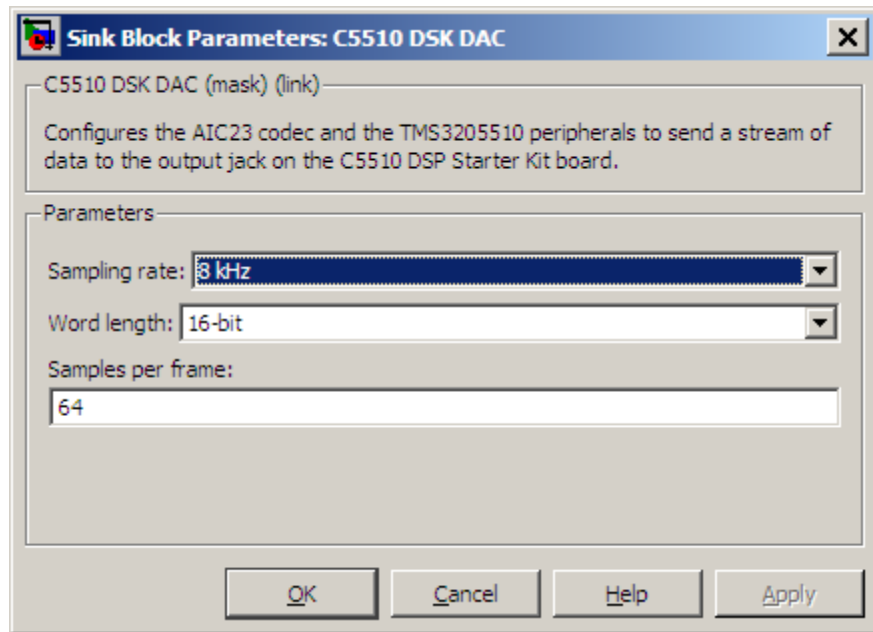 Sink Block Parameters: C5510 DSK DAC
C5510 DSK DAC (mask) (link)
Configures the AIC23 codec and the TMS3205510 peripherals to send a stream of
data to the output jack on the C5510 DSP Starter Kit board.
Parameters
Sampling rate: 8 kHz
Word length: 16-bit
Samples per frame:
64
OK Cancel Help Apply